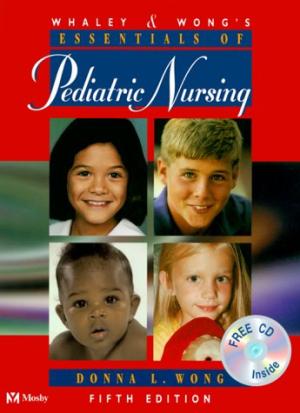 WHALEY & WONG'S
ESSENTIALS OF
Pediatric Nursing
FREE CD
Inside
DONNA L. WONG
FIFTH EDITION
M Mosby